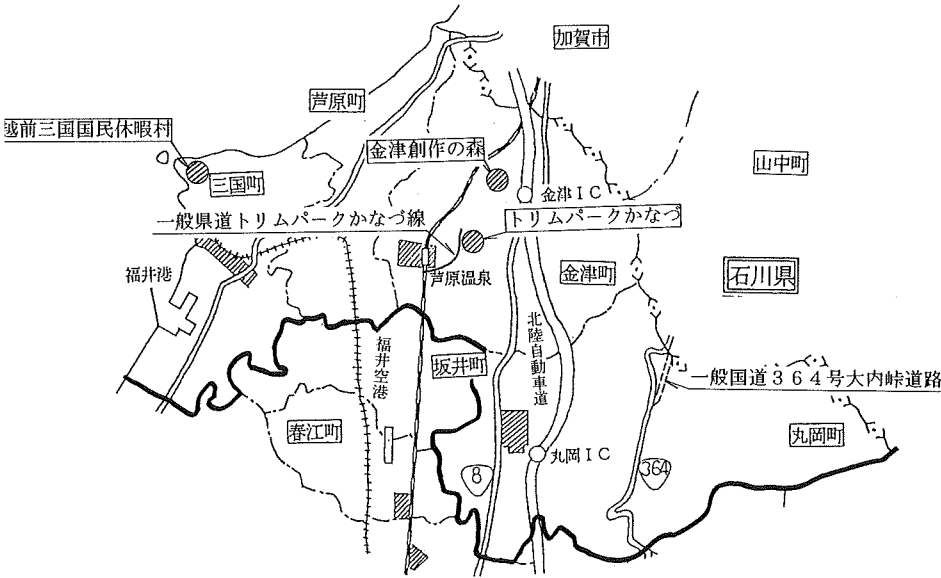 加賀市
芦原町
越前三国国民休暇村
金津創作の森
山中町
三国町
金津IC
一般県道トリムパークかなづ線
トリムパークかなづ
福井港
芦原温泉
金津町
石川県
北陸自動車道
福井空港
坂井町
一般国道364号大内峠道路
春江町
丸岡町
丸岡IC
8
364